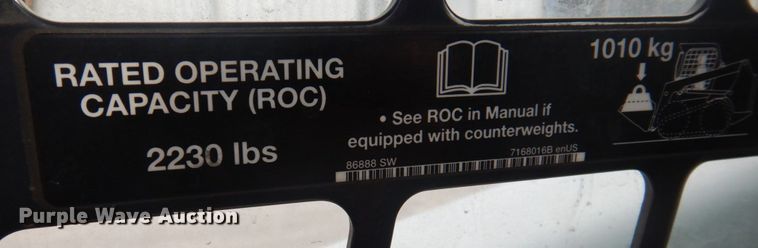 RATED OPERATING
CAPACITY (ROC)
2230 lbs
• See ROC in Manual if
equipped with counterweights.
86888 SW
7168016B enUS
1010 kg
Purple Wave Auction